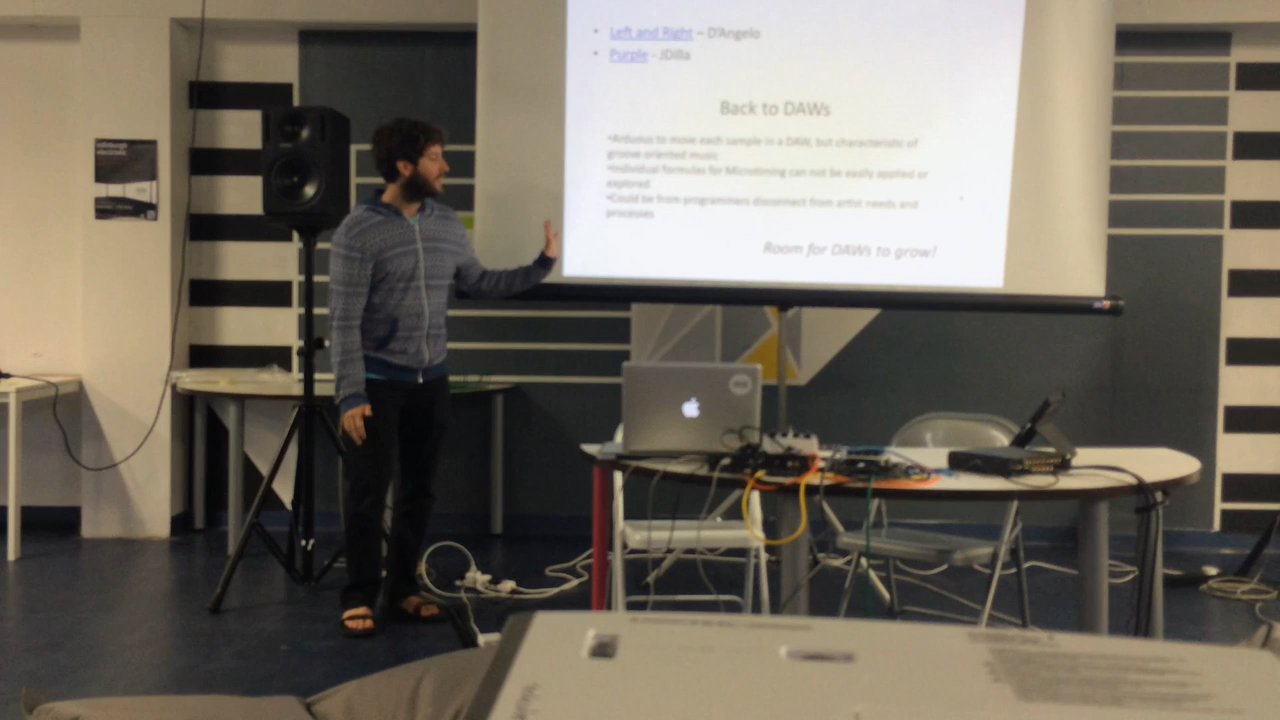 • Left and Right – D'Angelo
• Purple - JDilla
Back to DAWs
•Arduous to move each sample in a DAW, but characteristic of
groove oriented music
•Individual formulas for Microtiming can not be easily applied or
explored
•Could be from programmers disconnect from artist needs and
processes
Room for DAWs to grow!